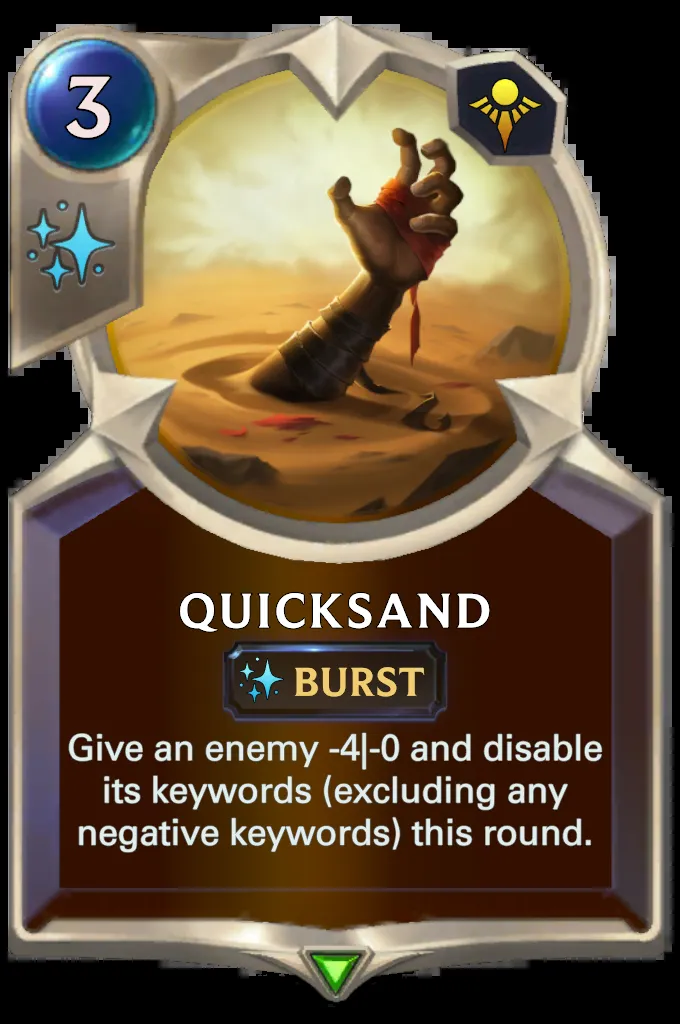 3
QUICKSAND
BURST
Give an enemy -4|-0 and disable
its keywords (excluding any
negative keywords) this round.